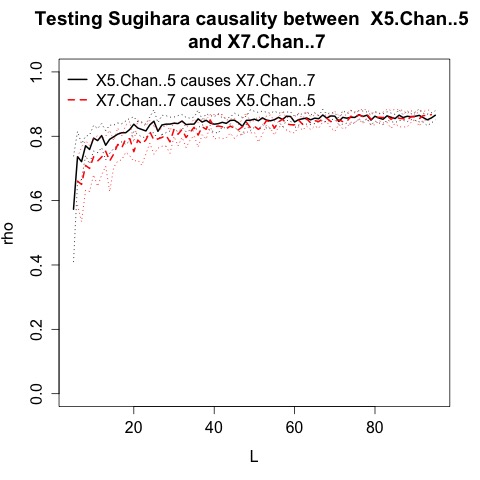 Testing Sugihara causality between  X5.Chan..5
and X7.Chan..7
X5.Chan..5 causes X7.Chan..7
X7.Chan..7 causes X5.Chan..5
1.0
0.8
0.6
0.4
0.2
0.0
rho
20 40 60 80
L